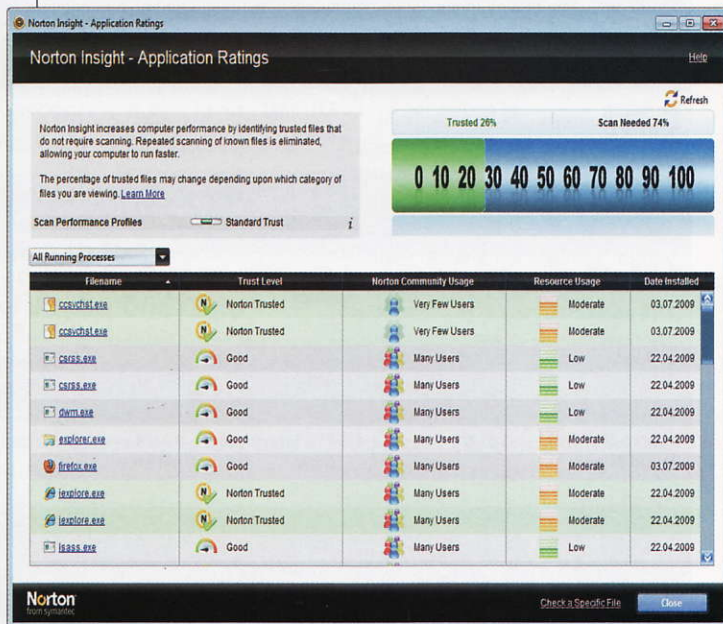 Norton Insight - Application Ratings
Norton Insight - Application Ratings
Help
Refresh
Norton Insight increases computer performance by identifying trusted files that
do not require scanning. Repeated scanning of known files is eliminated,
allowing your computer to run faster.
The percentage of trusted files may change depending upon which category of
files you are viewing. Learn More
Scan Performance Profiles Standard Trust i
Trusted 26% Scan Needed 74%
0 10 20 30 40 50 60 70 80 90 100
All Running Processes
Filename Trust Level Norton Community Usage Resource Usage Date Installed
ccsvchst.exe Norton Trusted Very Few Users Moderate 03.07.2009
ccsvchst.exe Norton Trusted Very Few Users Moderate 03.07.2009
csrss.exe Good Many Users Low 22.04.2009
csrss.exe Good Many Users Low 22.04.2009
dwm.exe Good Many Users Low 22.04.2009
explorer.exe Good Many Users Moderate 22.04.2009
firefox.exe Good Many Users Moderate 03.07.2009
iexplore.exe Norton Trusted Many Users Moderate 22.04.2009
iexplore.exe Norton Trusted Many Users Moderate 22.04.2009
lsass.exe Good Many Users Low 22.04.2009
Norton
from symantec
Check a Specific File Close